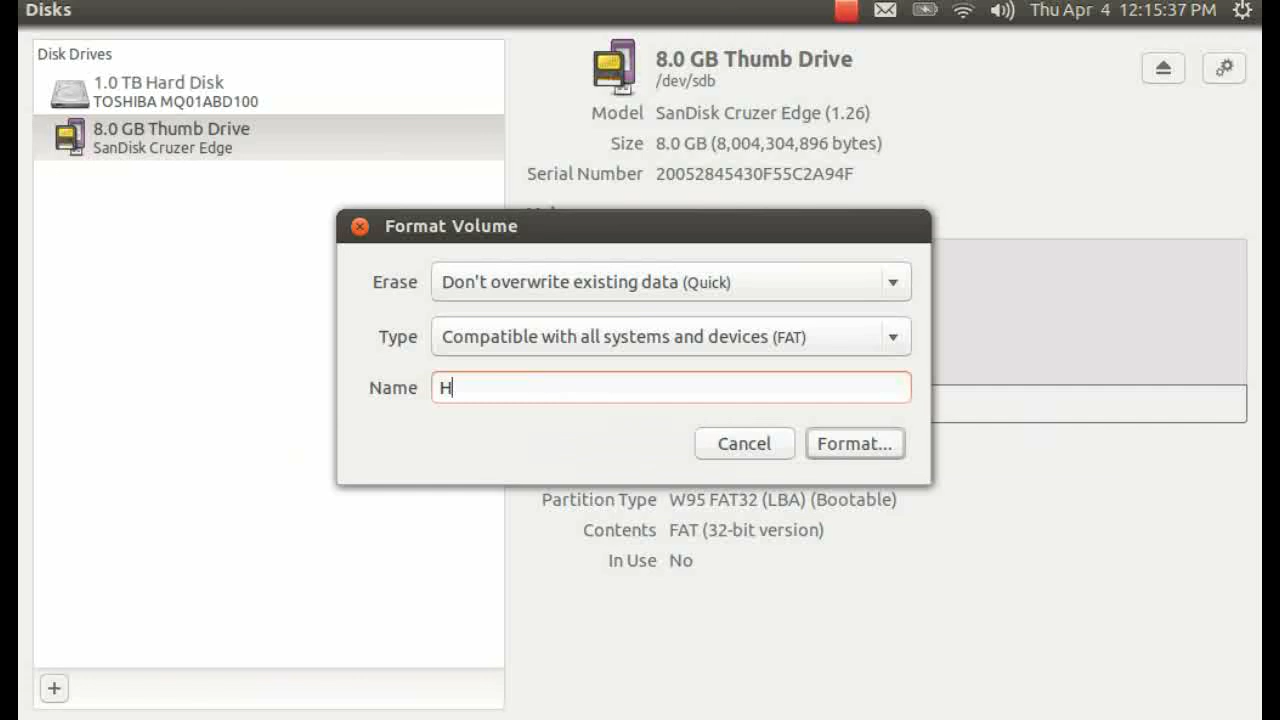 Disks
Thu Apr 4 12:15:37 PM
Disk Drives
1.0 TB Hard Disk
TOSHIBA MQ01ABD100
8.0 GB Thumb Drive
SanDisk Cruzer Edge
8.0 GB Thumb Drive
/dev/sdb
Model SanDisk Cruzer Edge (1.26)
Size 8.0 GB (8,004,304,896 bytes)
Serial Number 20052845430F55C2A94F
Format Volume
Erase Don't overwrite existing data (Quick)
Type Compatible with all systems and devices (FAT)
Name H
Cancel Format...
Partition Type W95 FAT32 (LBA) (Bootable)
Contents FAT (32-bit version)
In Use No